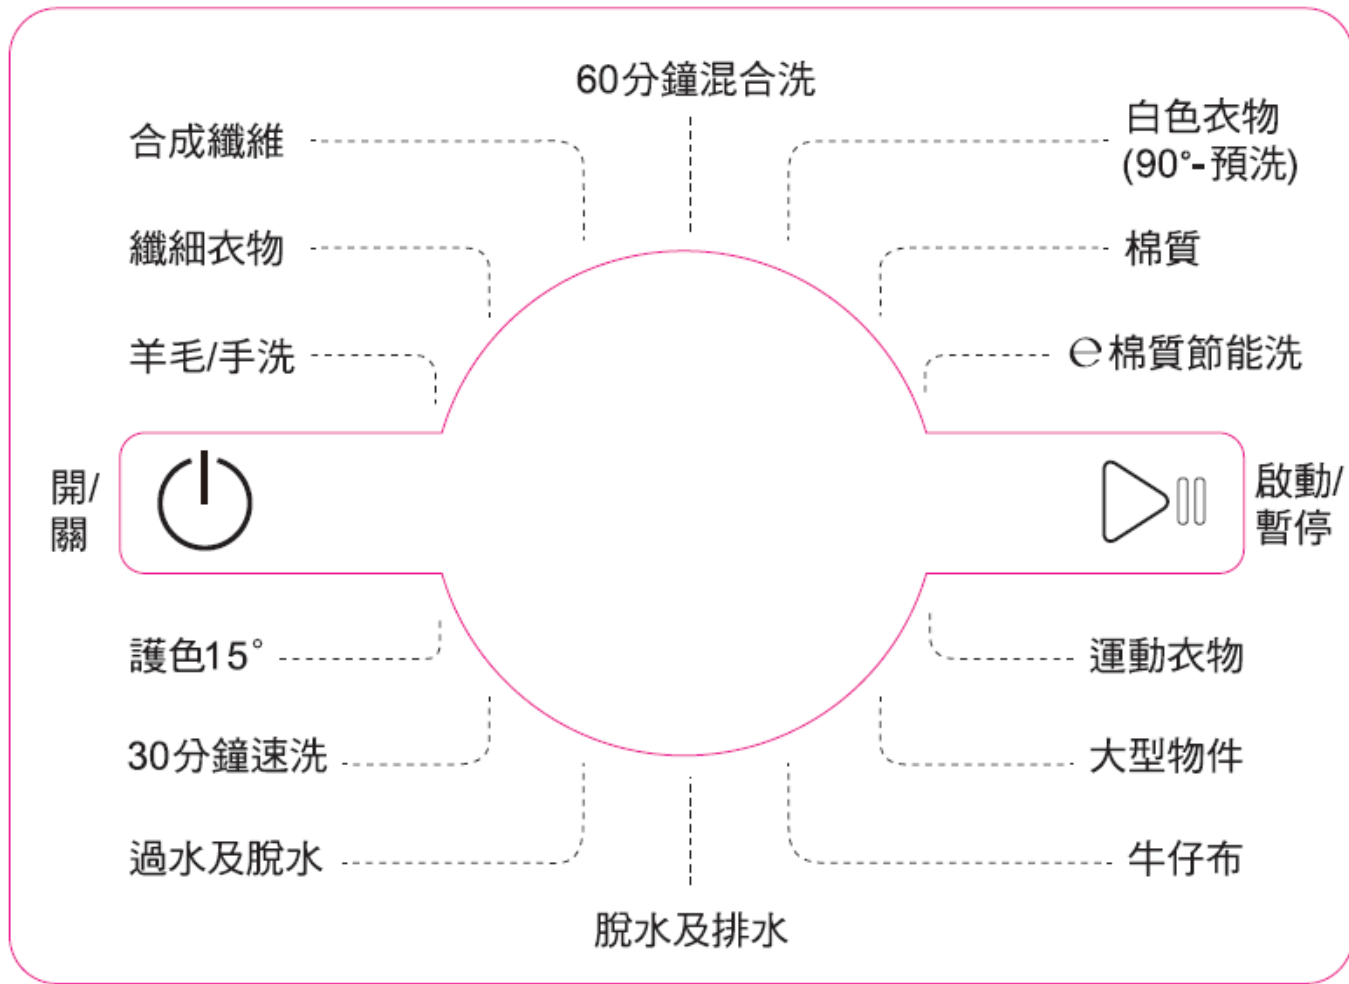 60分鐘混合洗
合成纖維
白色衣物
(90°-預洗)
纖細衣物
棉質
羊毛/手洗
℮棉質節能洗
開/
關
啟動/
暫停
護色15°
運動衣物
30分鐘速洗
大型物件
過水及脫水
牛仔布
脫水及排水